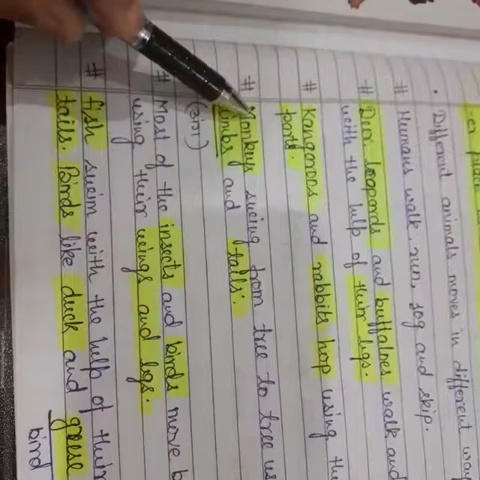 • Different animals moves in different way
# Humans walk, run, jog and skip.
# Deer, leopards and buffaloes walk and
with the help of their legs.
# Kangaroos and rabbits hop using the
# Monkeys swing from tree to tree us
limbs and tails.
# Most of the insects and birds move b
using their wings and legs.
# fish swim with the help of their
tails. Birds like duck and geese
bird